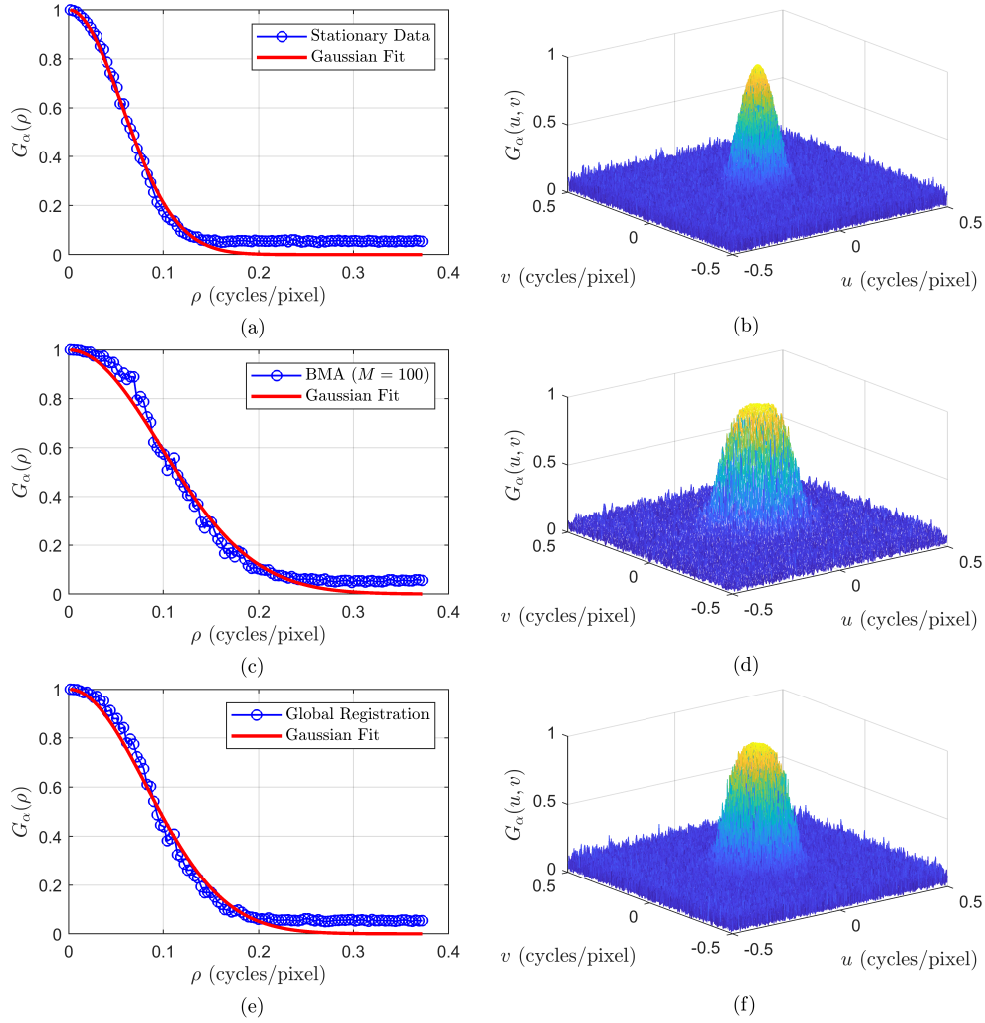 1
0.8
0.6
0.4
0.2
0
0
0.1
0.2
0.3
0.4
G_α(ρ)
ρ (cycles/pixel)
Stationary Data
Gaussian Fit
(a)
1
0.5
0
0.5
0
-0.5
-0.5
0
0.5
G_α(u, v)
v (cycles/pixel)
u (cycles/pixel)
(b)
1
0.8
0.6
0.4
0.2
0
0
0.1
0.2
0.3
0.4
G_α(ρ)
ρ (cycles/pixel)
BMA (M = 100)
Gaussian Fit
(c)
1
0.5
0
0.5
0
-0.5
-0.5
0
0.5
G_α(u, v)
v (cycles/pixel)
u (cycles/pixel)
(d)
1
0.8
0.6
0.4
0.2
0
0
0.1
0.2
0.3
0.4
G_α(ρ)
ρ (cycles/pixel)
Global Registration
Gaussian Fit
(e)
1
0.5
0
0.5
0
-0.5
-0.5
0
0.5
G_α(u, v)
v (cycles/pixel)
u (cycles/pixel)
(f)